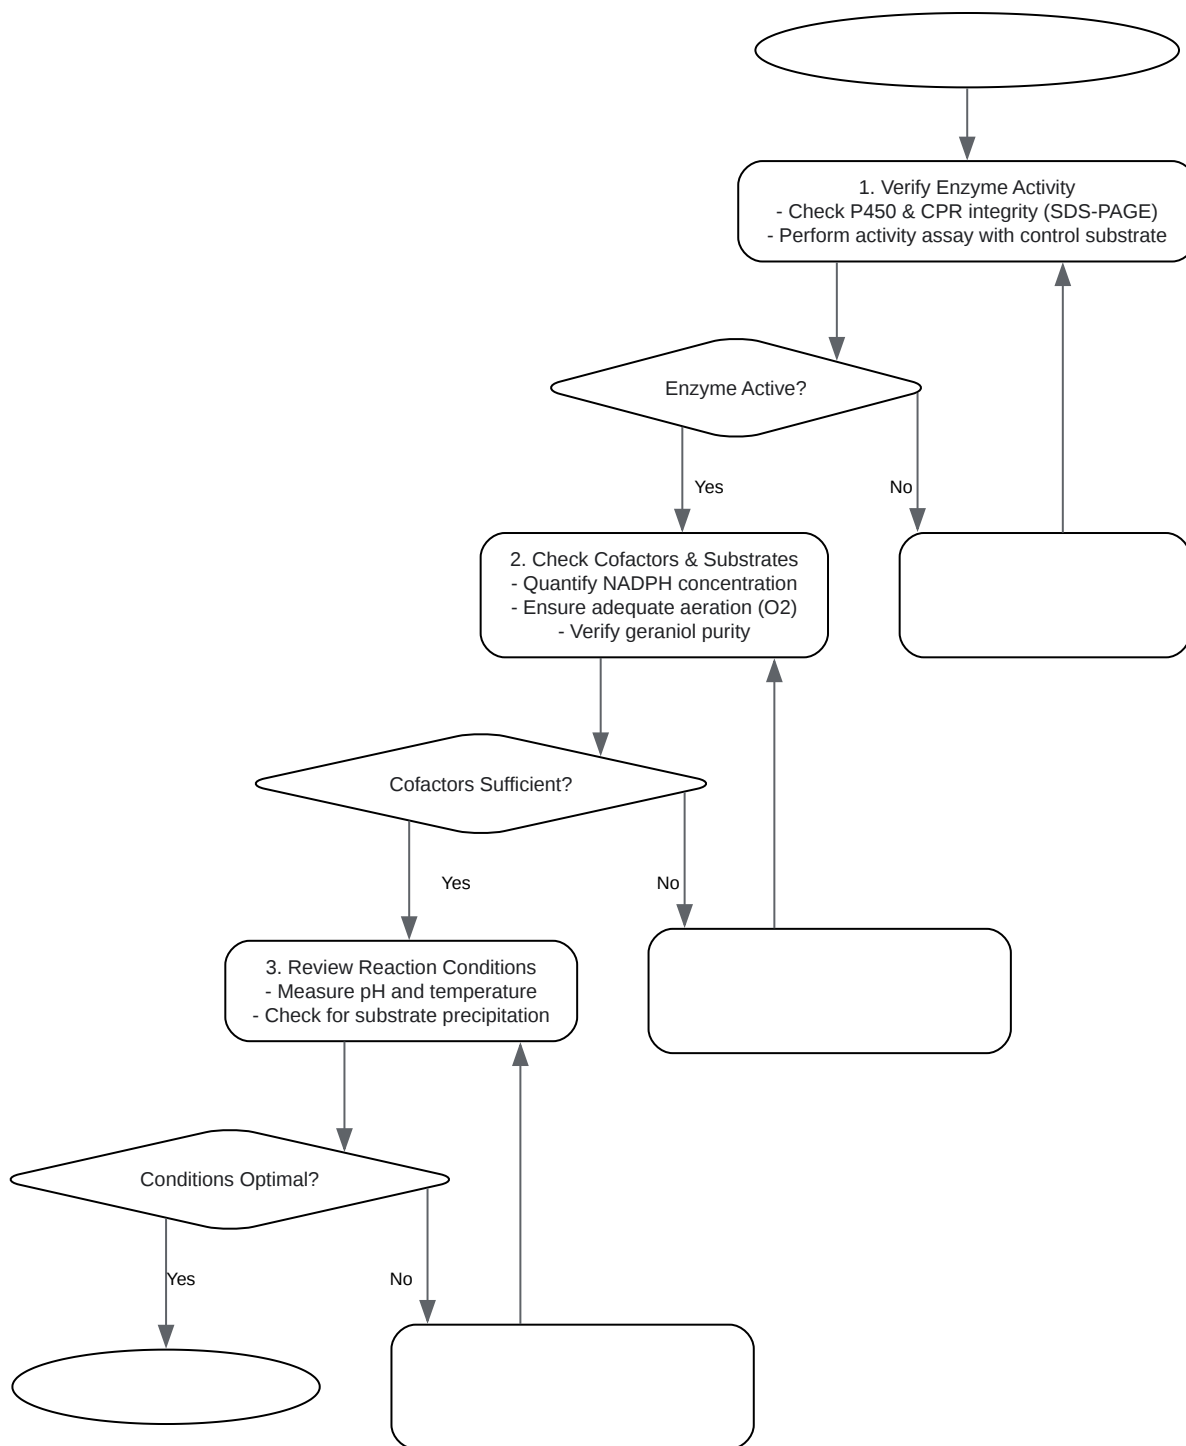 1. Verify Enzyme Activity
- Check P450 & CPR integrity (SDS-PAGE)
- Perform activity assay with control substrate
Enzyme Active?
Yes
No
2. Check Cofactors & Substrates
- Quantify NADPH concentration
- Ensure adequate aeration (O2)
- Verify geraniol purity
Cofactors Sufficient?
Yes
No
3. Review Reaction Conditions
- Measure pH and temperature
- Check for substrate precipitation
Conditions Optimal?
Yes
No